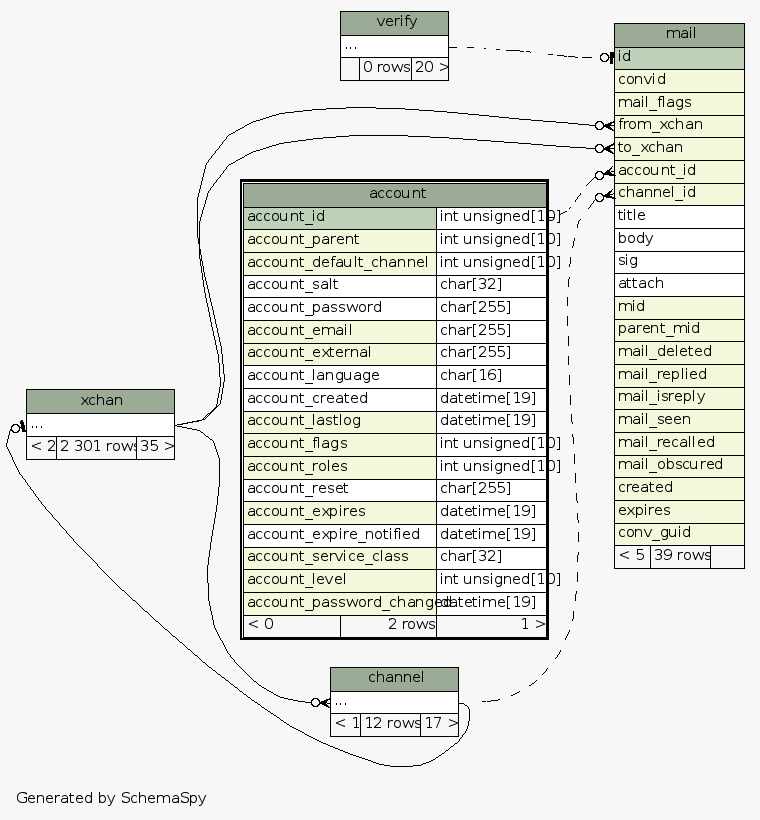 verify
...
0 rows 20 >
mail
id
convid
mail_flags
from_xchan
to_xchan
account_id
channel_id
title
body
sig
attach
mid
parent_mid
mail_deleted
mail_replied
mail_isreply
mail_seen
mail_recalled
mail_obscured
created
expires
conv_guid
< 5 39 rows
account
account_id int unsigned[10]
account_parent int unsigned[10]
account_default_channel int unsigned[10]
account_salt char[32]
account_password char[255]
account_email char[255]
account_external char[255]
account_language char[16]
account_created datetime[19]
account_lastlog datetime[19]
account_flags int unsigned[10]
account_roles int unsigned[10]
account_reset char[255]
account_expires datetime[19]
account_expire_notified datetime[19]
account_service_class char[32]
account_level int unsigned[10]
account_password_changed datetime[19]
< 0 2 rows 1 >
xchan
...
< 2 2 301 rows 35 >
channel
...
< 1 12 rows 17 >
Generated by SchemaSpy